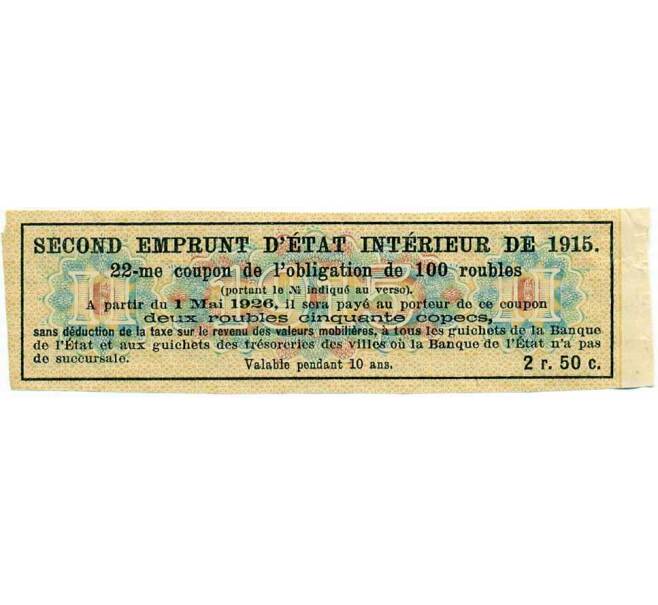 SECOND EMPRUNT D'ÉTAT INTÉRIEUR DE 1915.
22-me coupon de l'obligation de 100 roubles
(portant le № indiqué au verso).
A partir du 1 Mai 1926, il sera payé au porteur de ce coupon
deux roubles cinquante copecs,
sans déduction de la taxe sur le revenu des valeurs mobilières, à tous les guichets de la Banque
de l'État et aux guichets des trésoreries des villes où la Banque de l'État n'a pas
de succursale.
Valable pendant 10 ans.
2 r. 50 c.